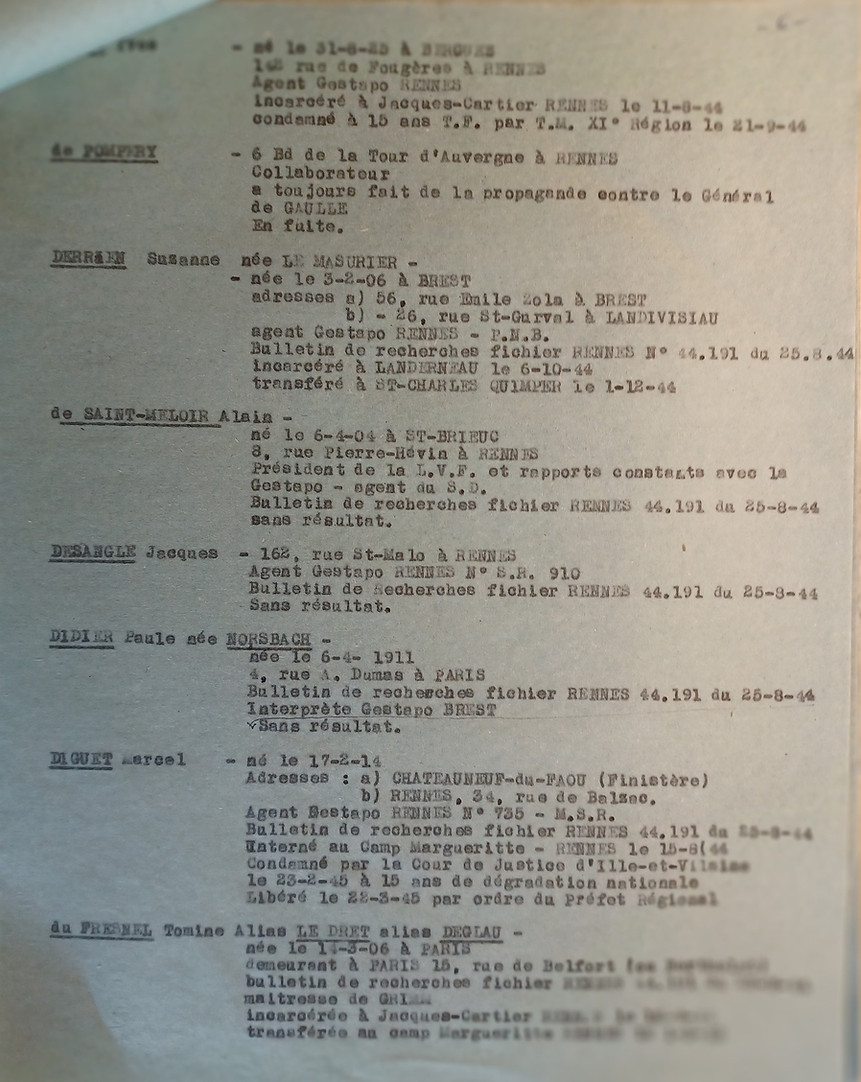 - 6 -
- né le 31-8-25 à BERGUES
162 rue de Fougères à RENNES
Agent Gestapo RENNES
incarcéré à Jacques-Cartier RENNES le 11-8-44
condamné à 15 ans T.F. par T.M. XI° Région le 21-9-44
de POMPERY - 6 Bd de la Tour d'Auvergne à RENNES
Collaborateur
a toujours fait de la propagande contre le Général
de GAULLE
En fuite.
DERRIEN Suzanne née LE MASURIER -
- née le 3-2-06 à BREST
adresses a) 56, rue Emile Zola à BREST
b) - 26, rue St-Gurval à LANDIVISIAU
agent Gestapo RENNES - P.N.B.
Bulletin de recherches fichier RENNES N° 44.191 du 25.8.44
incarcéré à LANDERNEAU le 6-10-44
transféré à ST-CHARLES QUIMPER le 1-12-44
de SAINT-MELOIR Alain -
né le 6-4-04 à ST-BRIEUC
8, rue Pierre-Hévin à RENNES
Président de la L.V.F. et rapports constants avec la
Gestapo - agent du S.D.
Bulletin de recherches fichier RENNES 44.191 du 25-8-44
sans résultat.
DESANGLE Jacques - 162, rue St-Malo à RENNES
Agent Gestapo RENNES N° S.R. 910
Bulletin de Recherches fichier RENNES 44.191 du 25-8-44
Sans résultat.
DIDIER Paule née NORSBACH -
née le 6-4- 1911
4, rue A. Dumas à PARIS
Bulletin de recherches fichier RENNES 44.191 du 25-8-44
Interprète Gestapo BREST
Sans résultat.
DIGUET Marcel - né le 17-2-14
Adresses : a) CHATEAUNEUF-du-FAOU (Finistère)
b) RENNES, 34, rue de Balzac.
Agent Bestapo RENNES N° 735 - M.S.R.
Bulletin de recherches fichier RENNES 44.191 du 25-8-44
Interné au Camp Margueritte - RENNES le 15-8(44
Condamné par la Cour de Justice d'Ille-et-Vilaine
le 23-2-45 à 15 ans de dégradation nationale
Libéré le 22-3-45 par ordre du Préfet Régional
du FRESNEL Tomine Alias LE DRET alias DEGLAU -
née le -3-06 à PARIS
demeurant à PARIS 15, rue de Belfort
bulletin de recherches fichier
maitresse de
incarcérée à Jacques-Cartier
transférée au camp Margueritte